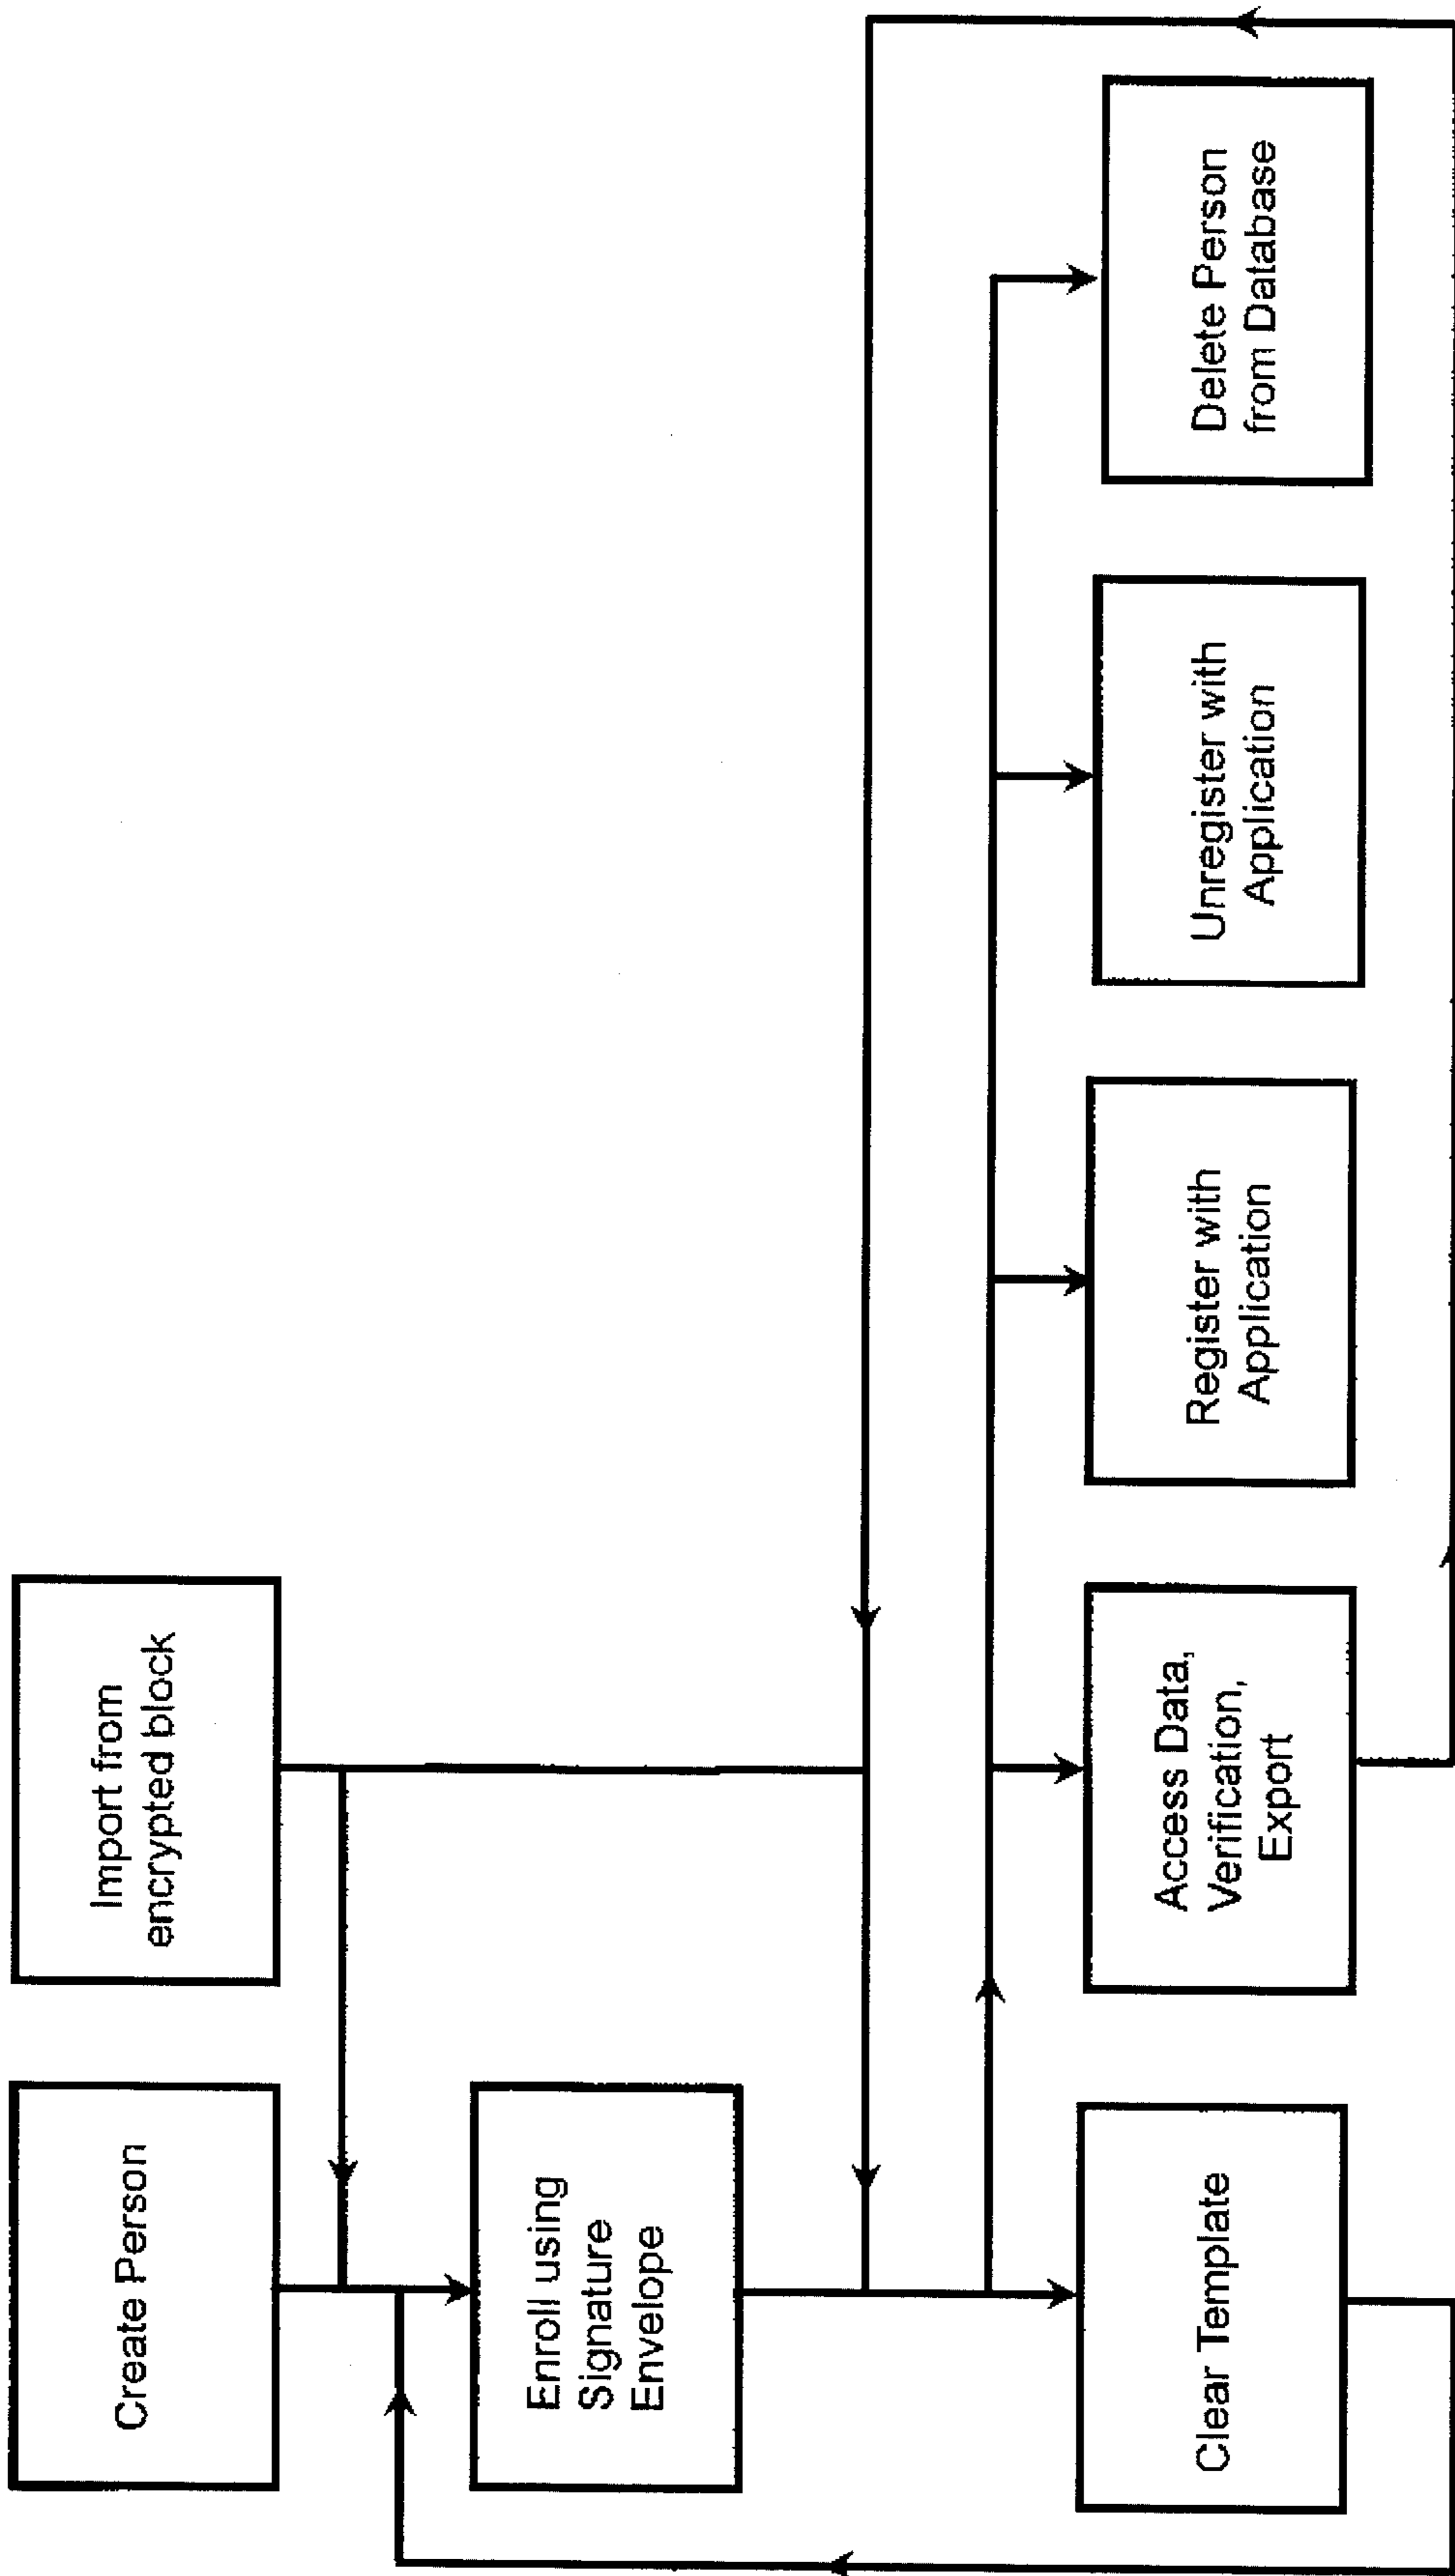 Create Person
Import from
encrypted block
Enroll using
Signature
Envelope
Clear Template
Access Data,
Verification,
Export
Register with
Application
Unregister with
Application
Delete Person
from Database